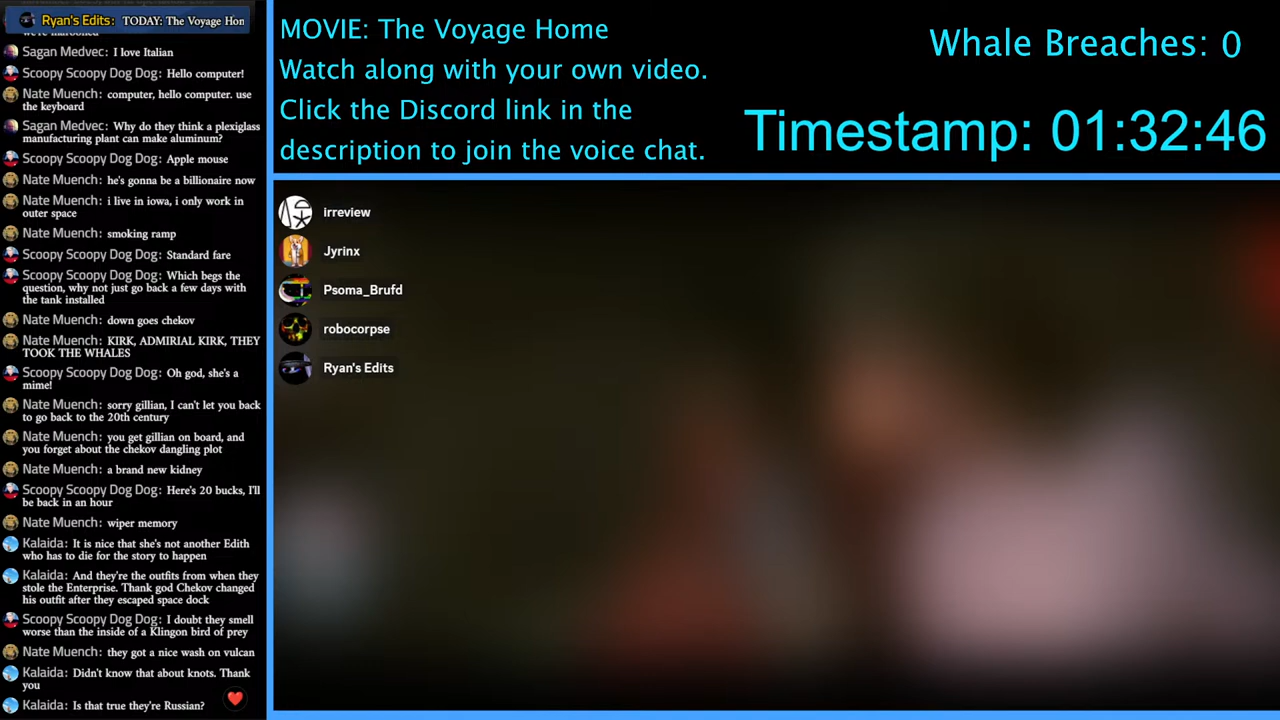 Ryan's Edits: TODAY: The Voyage Hom
we're marooned
Sagan Medvec: I love Italian
Scoopy Scoopy Dog Dog: Hello computer!
Nate Muench: computer, hello computer. use
the keyboard
Sagan Medvec: Why do they think a plexiglass
manufacturing plant can make aluminum?
Scoopy Scoopy Dog Dog: Apple mouse
Nate Muench: he's gonna be a billionaire now
Nate Muench: i live in iowa, i only work in
outer space
Nate Muench: smoking ramp
Scoopy Scoopy Dog Dog: Standard fare
Scoopy Scoopy Dog Dog: Which begs the
question, why not just go back a few days with
the tank installed
Nate Muench: down goes chekov
Nate Muench: KIRK, ADMIRIAL KIRK, THEY
TOOK THE WHALES
Scoopy Scoopy Dog Dog: Oh god, she's a
mime!
Nate Muench: sorry gillian, I can't let you back
to go back to the 20th century
Nate Muench: you get gillian on board, and
you forget about the chekov dangling plot
Nate Muench: a brand new kidney
Scoopy Scoopy Dog Dog: Here's 20 bucks, I'll
be back in an hour
Nate Muench: wiper memory
Kalaida: It is nice that she's not another Edith
who has to die for the story to happen
Kalaida: And they're the outfits from when they
stole the Enterprise. Thank god Chekov changed
his outfit after they escaped space dock
Scoopy Scoopy Dog Dog: I doubt they smell
worse than the inside of a Klingon bird of prey
Nate Muench: they got a nice wash on vulcan
Kalaida: Didn't know that about knots. Thank
you
Kalaida: Is that true they're Russian?
MOVIE: The Voyage Home
Watch along with your own video.
Click the Discord link in the
description to join the voice chat.
Whale Breaches: 0
Timestamp: 01:32:46
irreview
Jyrinx
Psoma_Brufd
robocorpse
Ryan's Edits